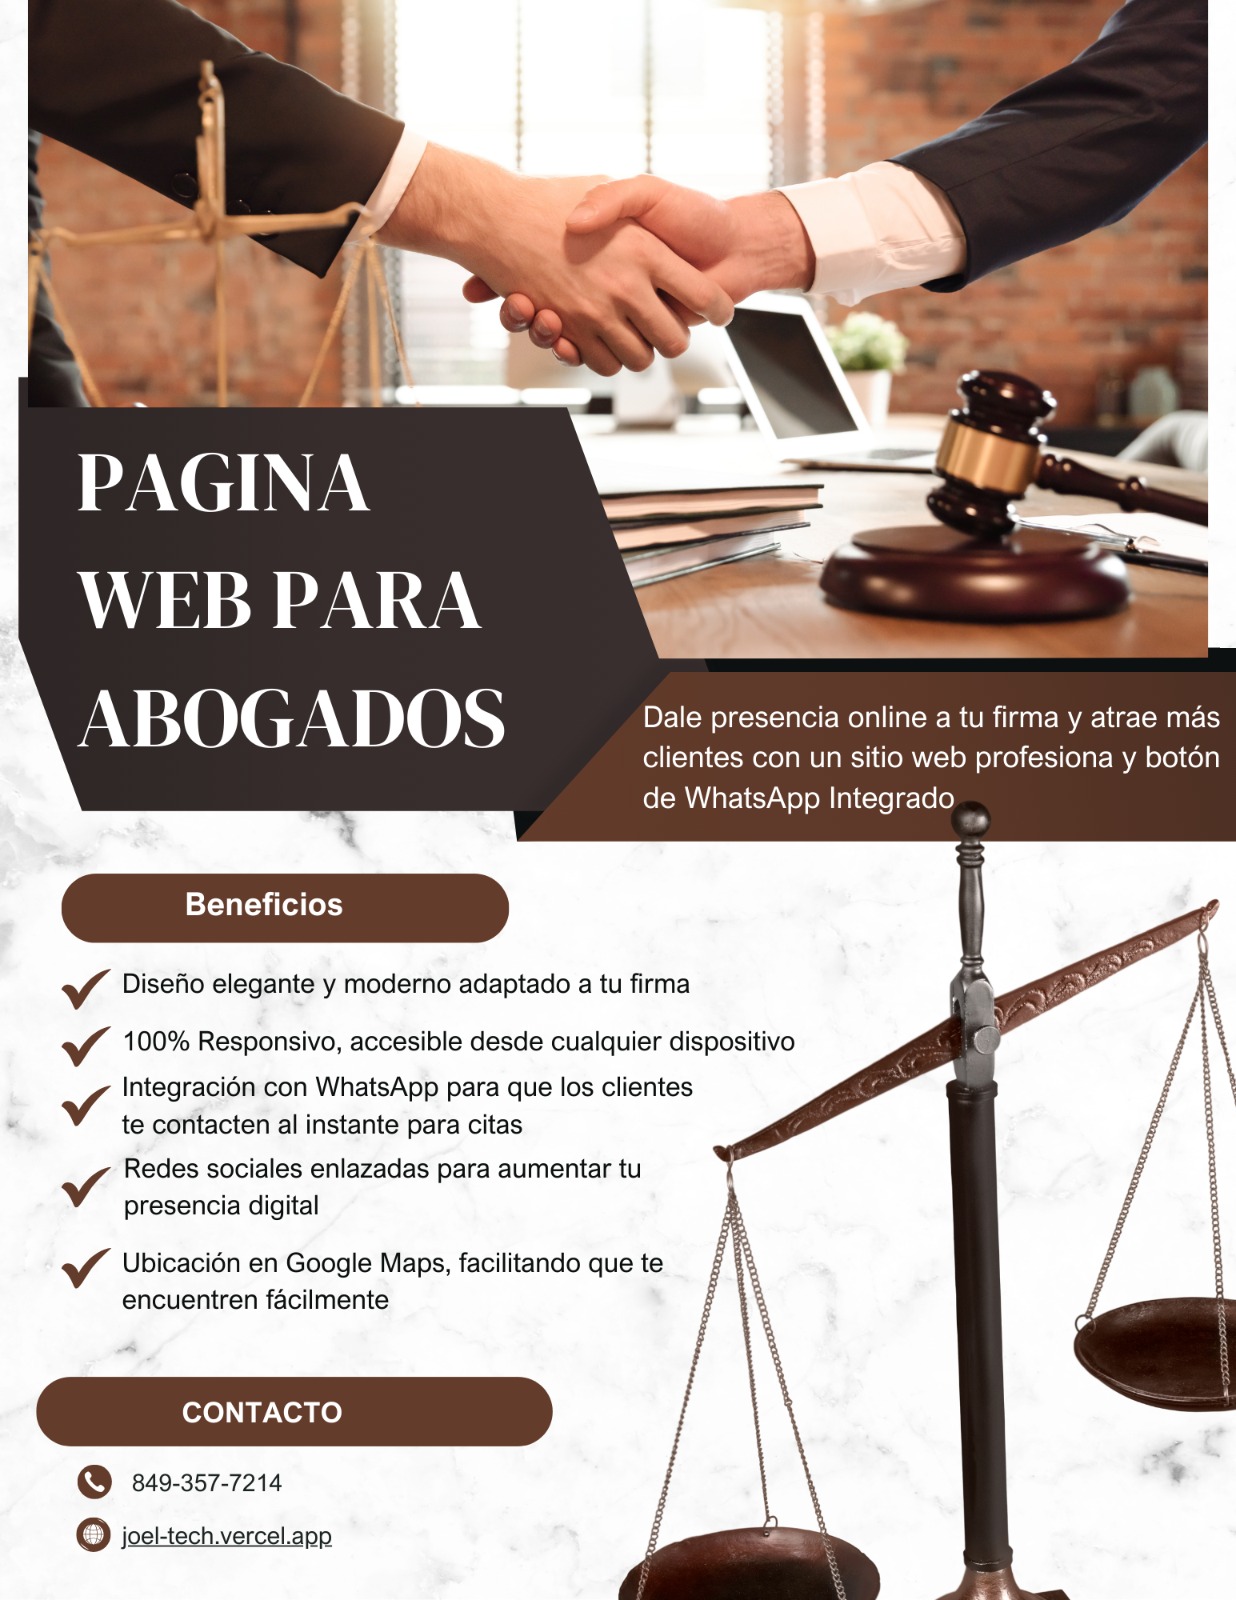 PAGINA
WEB PARA
ABOGADOS
Dale presencia online a tu firma y atrae más
clientes con un sitio web profesiona y botón
de WhatsApp Integrado
Beneficios
Diseño elegante y moderno adaptado a tu firma
100% Responsivo, accesible desde cualquier dispositivo
Integración con WhatsApp para que los clientes
te contacten al instante para citas
Redes sociales enlazadas para aumentar tu
presencia digital
Ubicación en Google Maps, facilitando que te
encuentren fácilmente
CONTACTO
849-357-7214
joel-tech.vercel.app